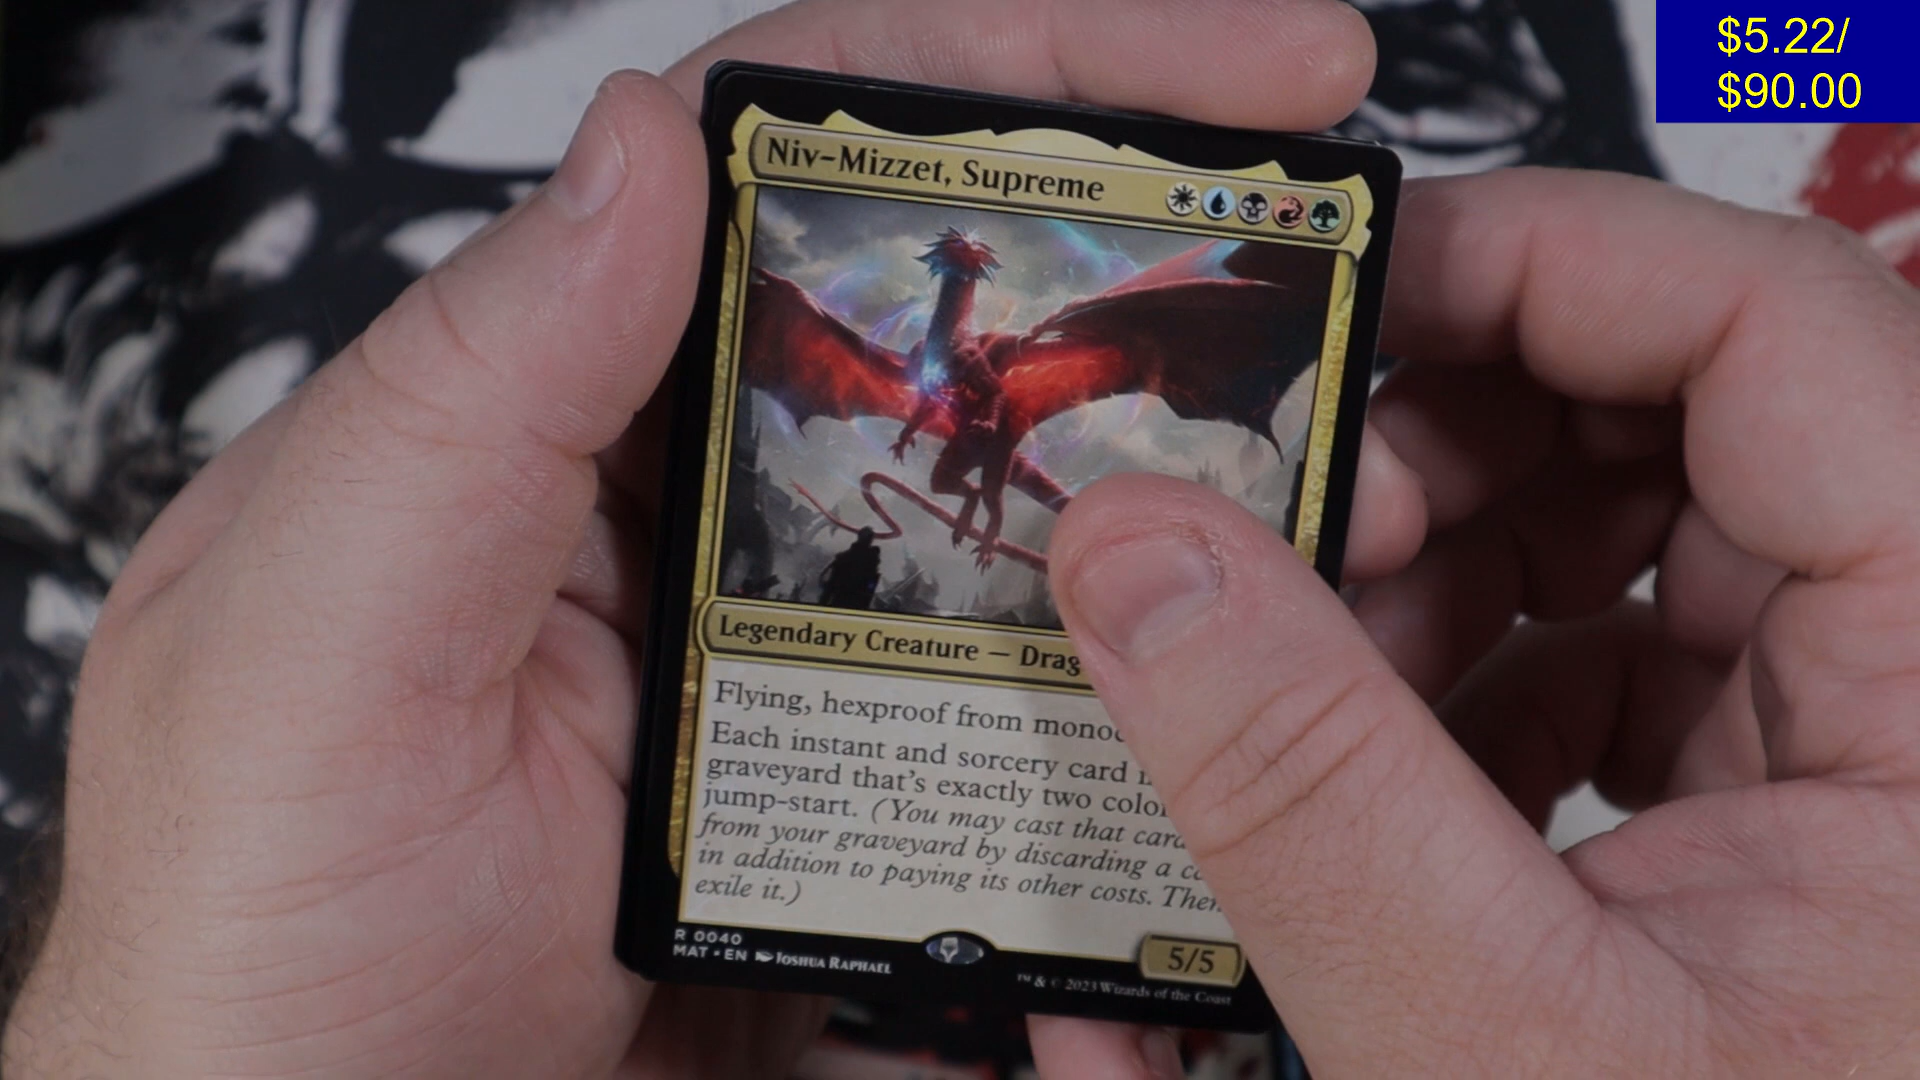 $5.22/
$90.00
Niv-Mizzet, Supreme
Legendary Creature — Drag
Flying, hexproof from monoc
Each instant and sorcery card
graveyard that's exactly two colo
jump-start. (You may cast that card
from your graveyard by discarding a
in addition to paying its other costs. Then
exile it.)
R 0040
MAT • EN JOSHUA RAPHAEL
5/5
™ & © 2023 Wizards of the Coast